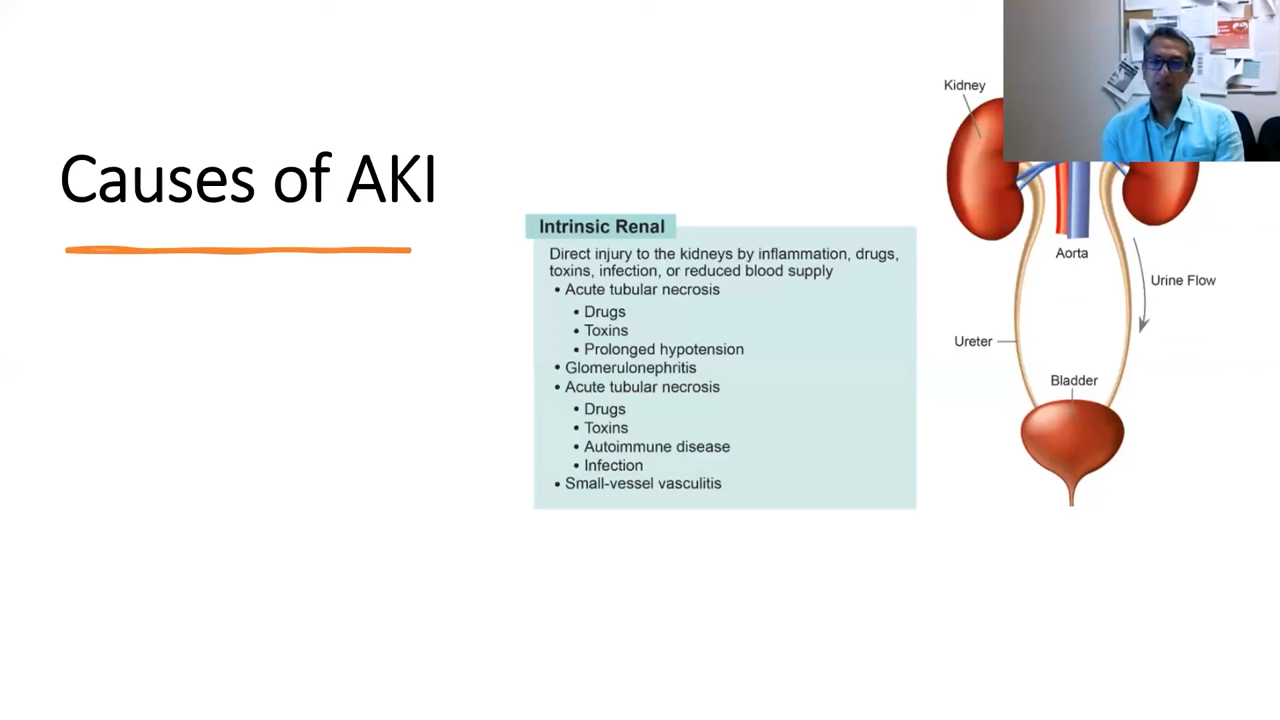 Causes of AKI
Intrinsic Renal
Direct injury to the kidneys by inflammation, drugs,
toxins, infection, or reduced blood supply
• Acute tubular necrosis
• Drugs
• Toxins
• Prolonged hypotension
• Glomerulonephritis
• Acute tubular necrosis
• Drugs
• Toxins
• Autoimmune disease
• Infection
• Small-vessel vasculitis
Kidney
Aorta
Urine Flow
Ureter
Bladder